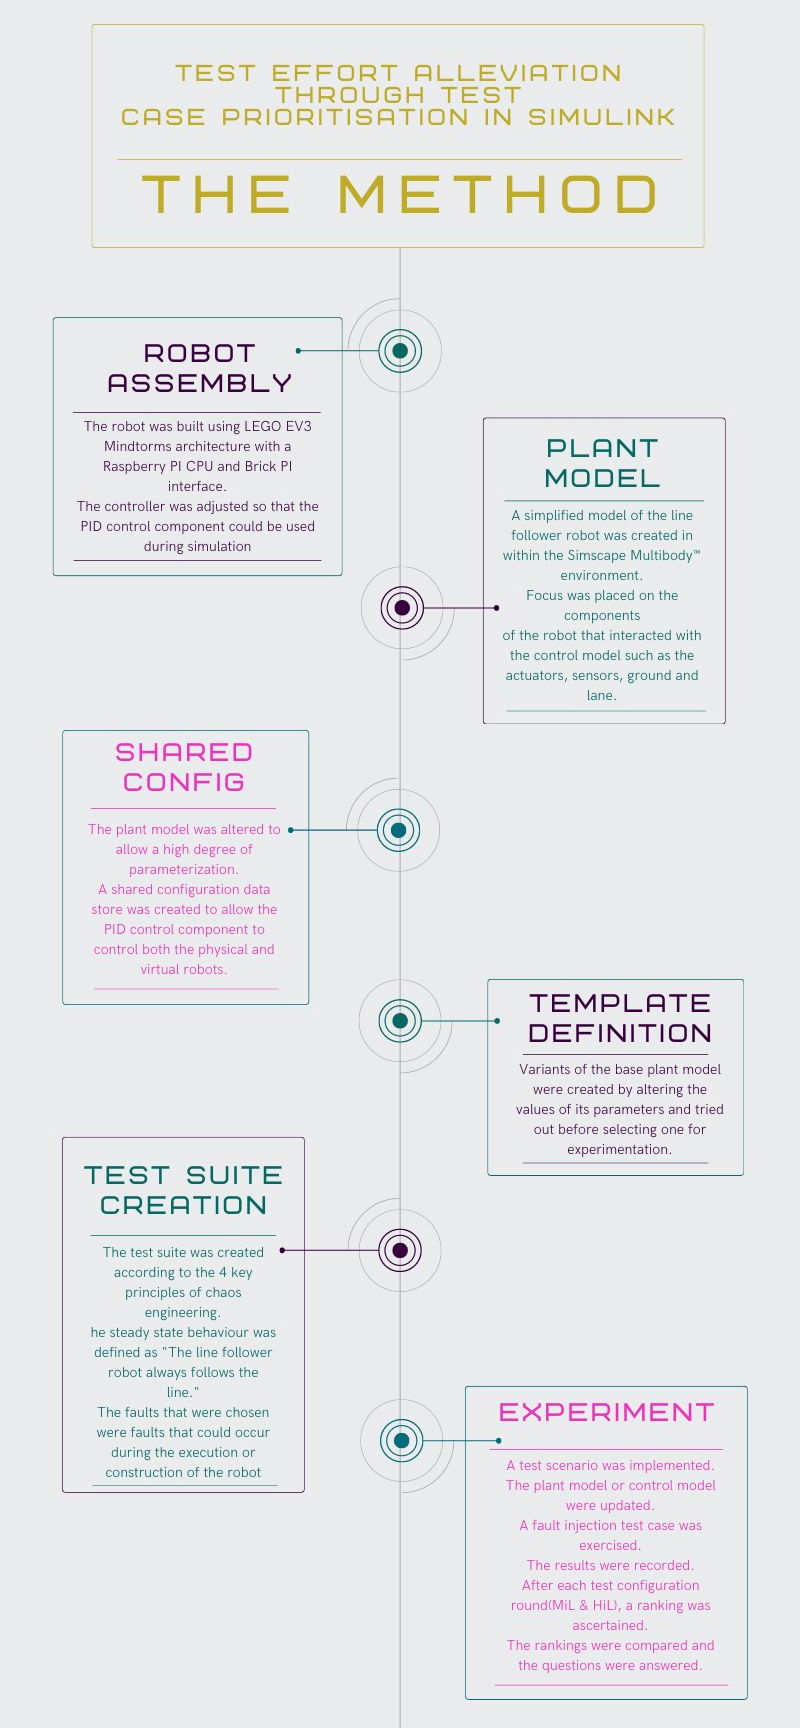 TEST EFFORT ALLEVIATION
THROUGH TEST
CASE PRIORITISATION IN SIMULINK
THE METHOD
ROBOT
ASSEMBLY
The robot was built using LEGO EV3
Mindtorms architecture with a
Raspberry PI CPU and Brick PI
interface.
The controller was adjusted so that the
PID control component could be used
during simulation
PLANT
MODEL
A simplified model of the line
follower robot was created in
within the Simscape Multibody™
environment.
Focus was placed on the
components
of the robot that interacted with
the control model such as the
actuators, sensors, ground and
lane.
SHARED
CONFIG
The plant model was altered to
allow a high degree of
parameterization.
A shared configuration data
store was created to allow the
PID control component to
control both the physical and
virtual robots.
TEMPLATE
DEFINITION
Variants of the base plant model
were created by altering the
values of its parameters and tried
out before selecting one for
experimentation.
TEST SUITE
CREATION
The test suite was created
according to the 4 key
principles of chaos
engineering.
he steady state behaviour was
defined as "The line follower
robot always follows the
line."
The faults that were chosen
were faults that could occur
during the execution or
construction of the robot
EXPERIMENT
A test scenario was implemented.
The plant model or control model
were updated.
A fault injection test case was
exercised.
The results were recorded.
After each test configuration
round(MiL & HiL), a ranking was
ascertained.
The rankings were compared and
the questions were answered.